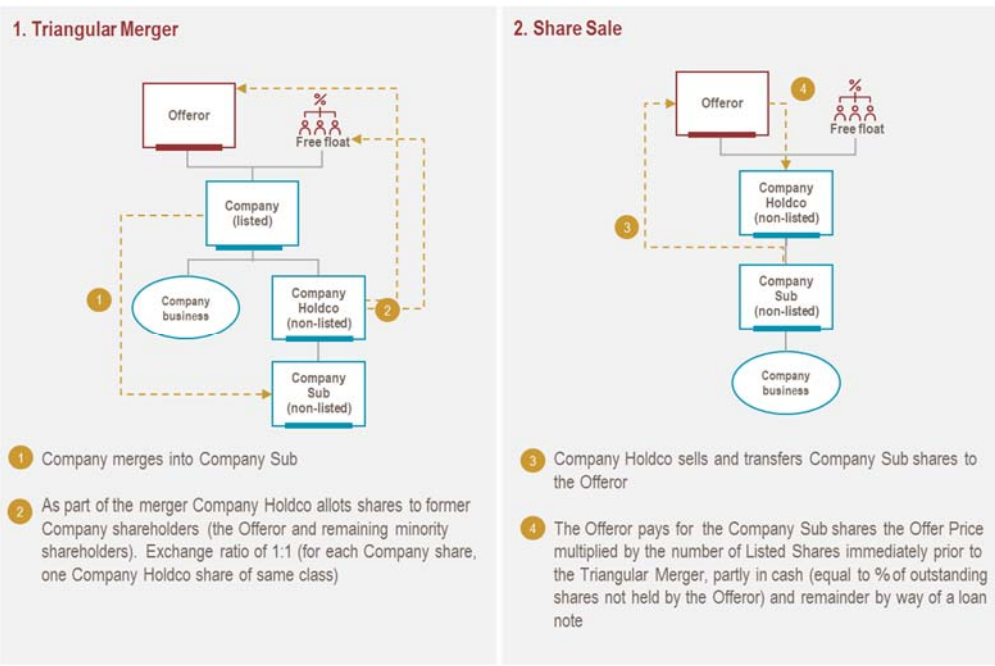 1. Triangular Merger
%
Offeror
Free float
Company
(listed)
1
Company
business
Company
Holdco
(non-listed)
2
Company
Sub
(non-listed)
1 Company merges into Company Sub
2 As part of the merger Company Holdco allots shares to former
Company shareholders (the Offeror and remaining minority
shareholders). Exchange ratio of 1:1 (for each Company share,
one Company Holdco share of same class)
2. Share Sale
Offeror
4
%
Free float
Company
Holdco
(non-listed)
3
Company
Sub
(non-listed)
Company
business
3 Company Holdco sells and transfers Company Sub shares to
the Offeror
4 The Offeror pays for the Company Sub shares the Offer Price
multiplied by the number of Listed Shares immediately prior to
the Triangular Merger, partly in cash (equal to % of outstanding
shares not held by the Offeror) and remainder by way of a loan
note